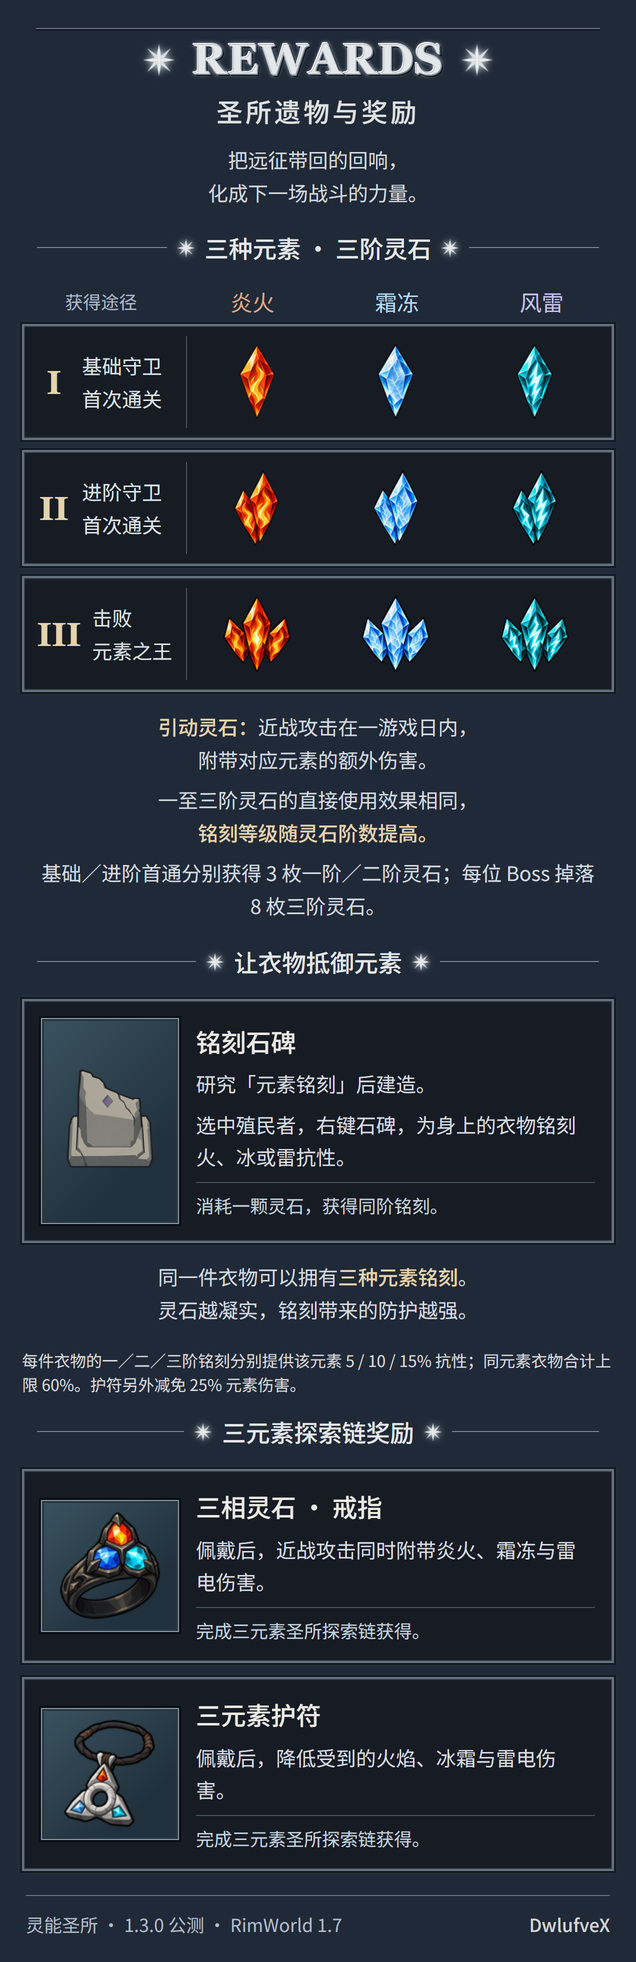 REWARDS
圣所遗物与奖励
把远征带回的回响，
化成下一场战斗的力量。
三种元素 · 三阶灵石
获得途径 炎火 霜冻 风雷
I 基础守卫
首次通关
II 进阶守卫
首次通关
III 击败
元素之王
引动灵石：近战攻击在一游戏日内，
附带对应元素的额外伤害。
一至三阶灵石的直接使用效果相同，
铭刻等级随灵石阶数提高。
基础／进阶首通分别获得 3 枚一阶／二阶灵石；每位 Boss 掉落
8 枚三阶灵石。
让衣物抵御元素
铭刻石碑
研究「元素铭刻」后建造。
选中殖民者，右键石碑，为身上的衣物铭刻
火、冰或雷抗性。
消耗一颗灵石，获得同阶铭刻。
同一件衣物可以拥有三种元素铭刻。
灵石越凝实，铭刻带来的防护越强。
每件衣物的一／二／三阶铭刻分别提供该元素 5 / 10 / 15% 抗性；同元素衣物合计上
限 60%。护符另外减免 25% 元素伤害。
三元素探索链奖励
三相灵石 · 戒指
佩戴后，近战攻击同时附带炎火、霜冻与雷
电伤害。
完成三元素圣所探索链获得。
三元素护符
佩戴后，降低受到的火焰、冰霜与雷电伤
害。
完成三元素圣所探索链获得。
灵能圣所 · 1.3.0 公测 · RimWorld 1.7 DwlufveX